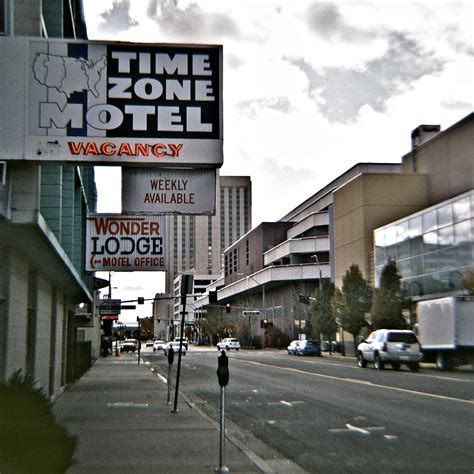 TIME
ZONE
MOTEL
VACANCY
WEEKLY
AVAILABLE
WONDER
LODGE
MOTEL OFFICE